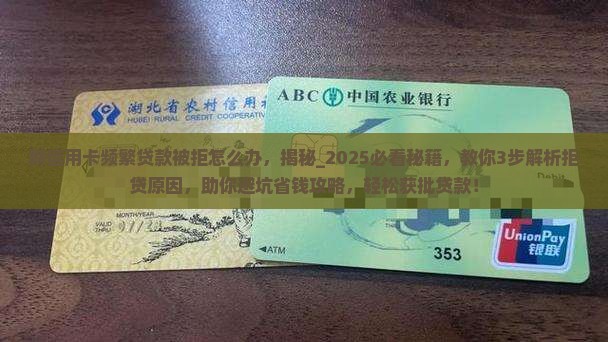 湖北省农村信用
HUBEI RURAL CREDIT COOPERATIV
ABC 中国农业银行
用卡频繁贷款被拒怎么办，揭秘_2025必看秘籍，教你3步解析拒
贷原因，助你避坑省钱攻略，轻松获批贷款！
MONTH/YEAR
VALID
THRU
◄ATM
353
UnionPay
银联